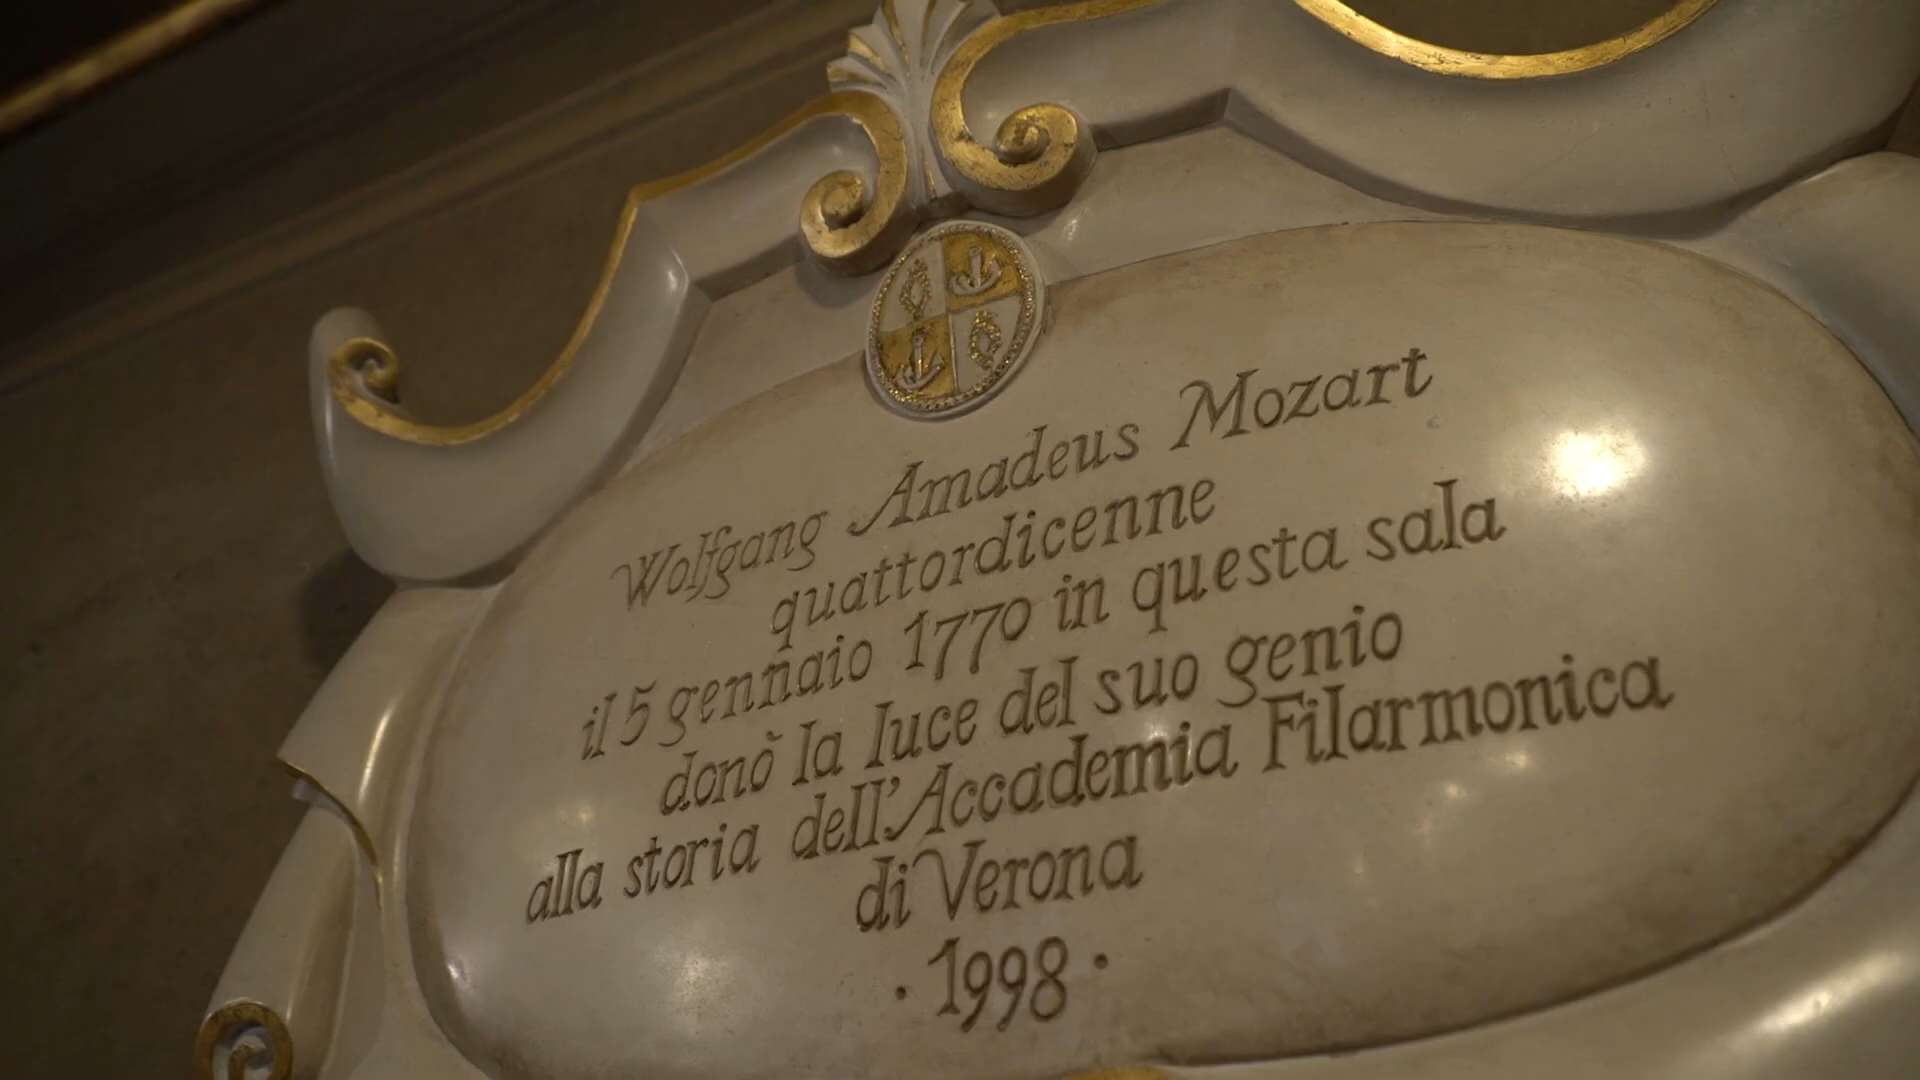 Wolfgang Amadeus Mozart
quattordicenne
il 5 gennaio 1770 in questa sala
donò la luce del suo genio
alla storia dell'Accademia Filarmonica
di Verona
· 1998 ·